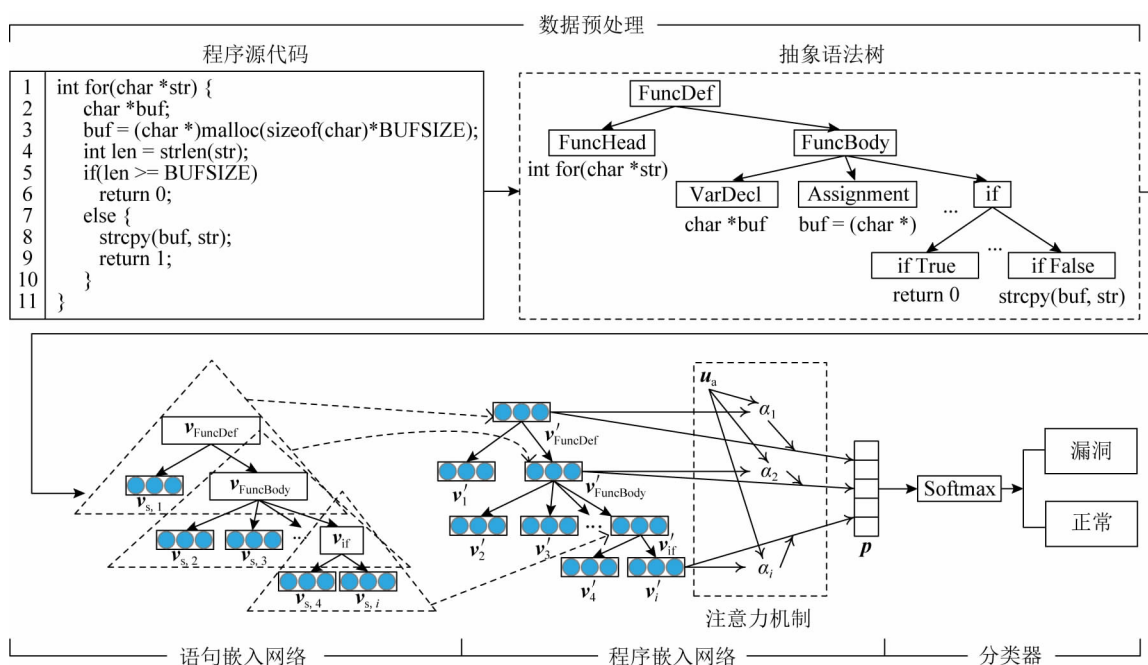 数据预处理
程序源代码
抽象语法树
1 int for(char *str) {
2 char *buf;
3 buf = (char *)malloc(sizeof(char)*BUFSIZE);
4 int len = strlen(str);
5 if(len >= BUFSIZE)
6 return 0;
7 else {
8 strcpy(buf, str);
9 return 1;
10 }
11 }
FuncDef
FuncHead
FuncBody
int for(char *str)
VarDecl
Assignment
if
char *buf
buf = (char *)
...
...
if True
if False
return 0
strcpy(buf, str)
v_FuncDef
v_s, 1
v_FuncBody
v_s, 2
v_s, 3
...
v_if
v_s, 4
v_s, i
v′_FuncDef
v′_1
v′_FuncBody
v′_2
v′_3
...
v′_if
v′_4
v′_i
u_a
α_1
α_2
α_i
注意力机制
p
Softmax
漏洞
正常
语句嵌入网络
程序嵌入网络
分类器